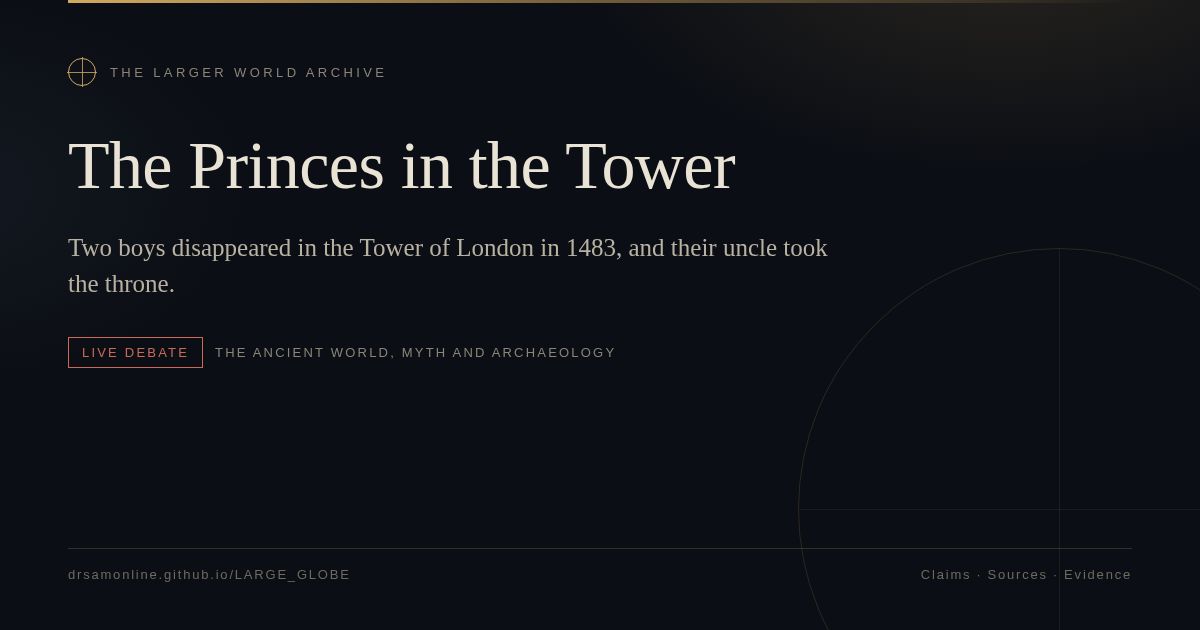 THE LARGER WORLD ARCHIVE
The Princes in the Tower
Two boys disappeared in the Tower of London in 1483, and their uncle took
the throne.
LIVE DEBATE THE ANCIENT WORLD, MYTH AND ARCHAEOLOGY
drsamonline.github.io/LARGE_GLOBE
Claims · Sources · Evidence